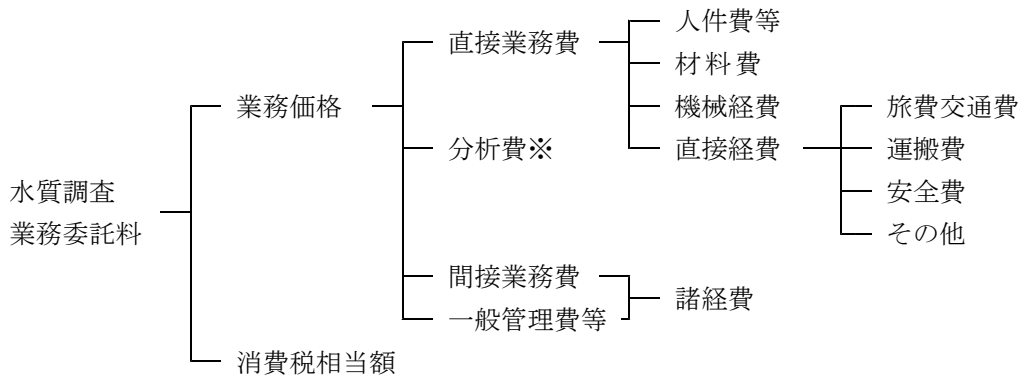 人件費等
直接業務費
材料費
業務価格
機械経費
旅費交通費
分析費※
直接経費
運搬費
水質調査
業務委託料
安全費
その他
間接業務費
諸経費
一般管理費等
消費税相当額